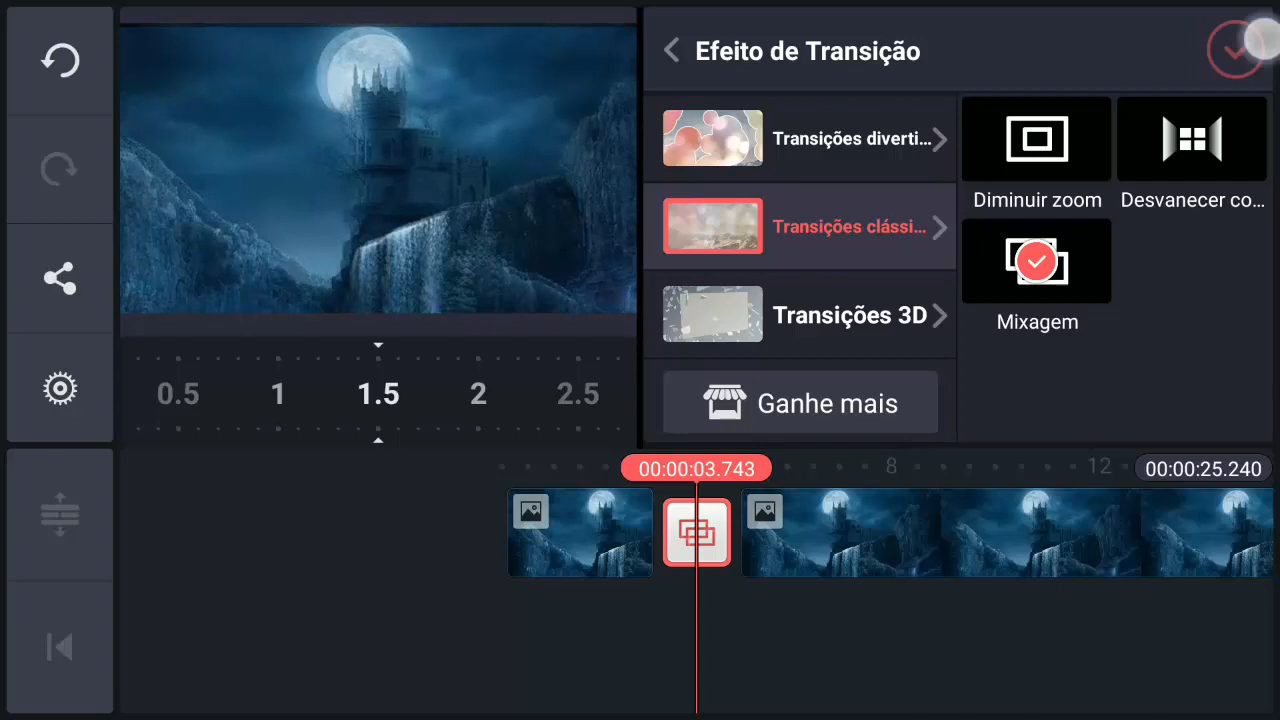 Efeito de Transição
Transições diverti...
Transições clássi...
Transições 3D
Ganhe mais
Diminuir zoom
Desvanecer co...
Mixagem
0.5 1 1.5 2 2.5
00:00:03.743
8
12
00:00:25.240